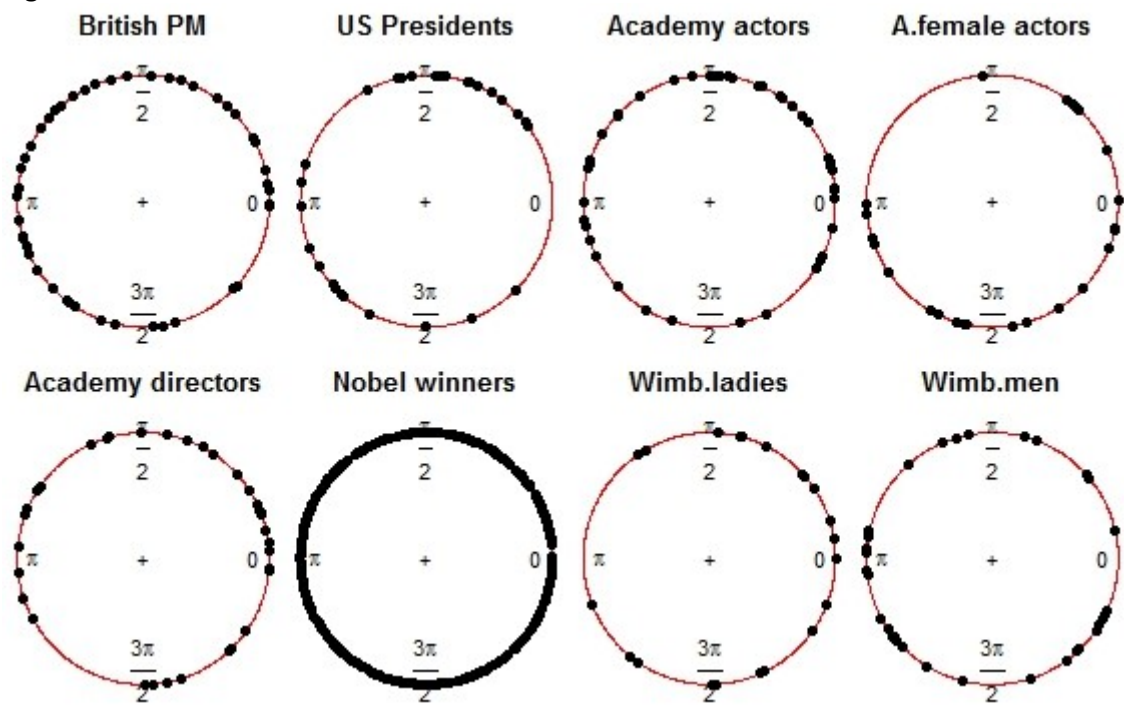 British PM US Presidents Academy actors A.female actors
π π π π
2 2 2 2
π + 0 π + 0 π + 0 π + 0
3π 3π 3π 3π
2 2 2 2
Academy directors Nobel winners Wimb.ladies Wimb.men
π π π π
2 2 2 2
π + 0 π + 0 π + 0 π + 0
3π 3π 3π 3π
2 2 2 2